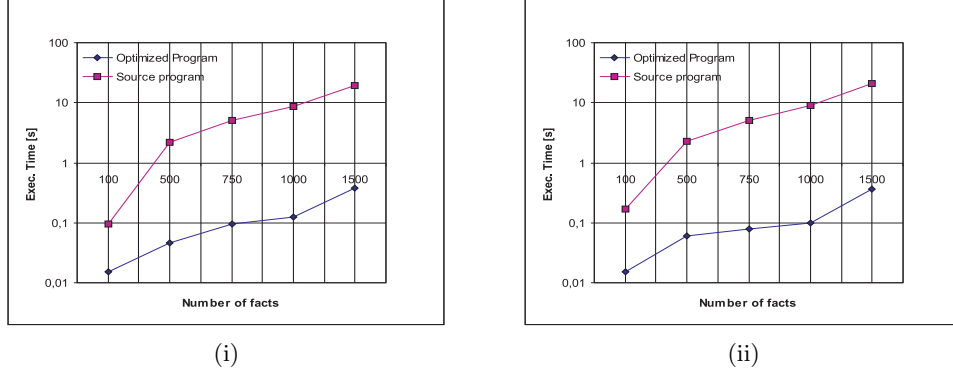 100
Optimized Program
Source program
10
Exec. Time [s]
1
100 500 750 1000 1500
0,1
0,01
Number of facts
(i)
100
Optimized Program
Source program
10
Exec. Time [s]
1
100 500 750 1000 1500
0,1
0,01
Number of facts
(ii)